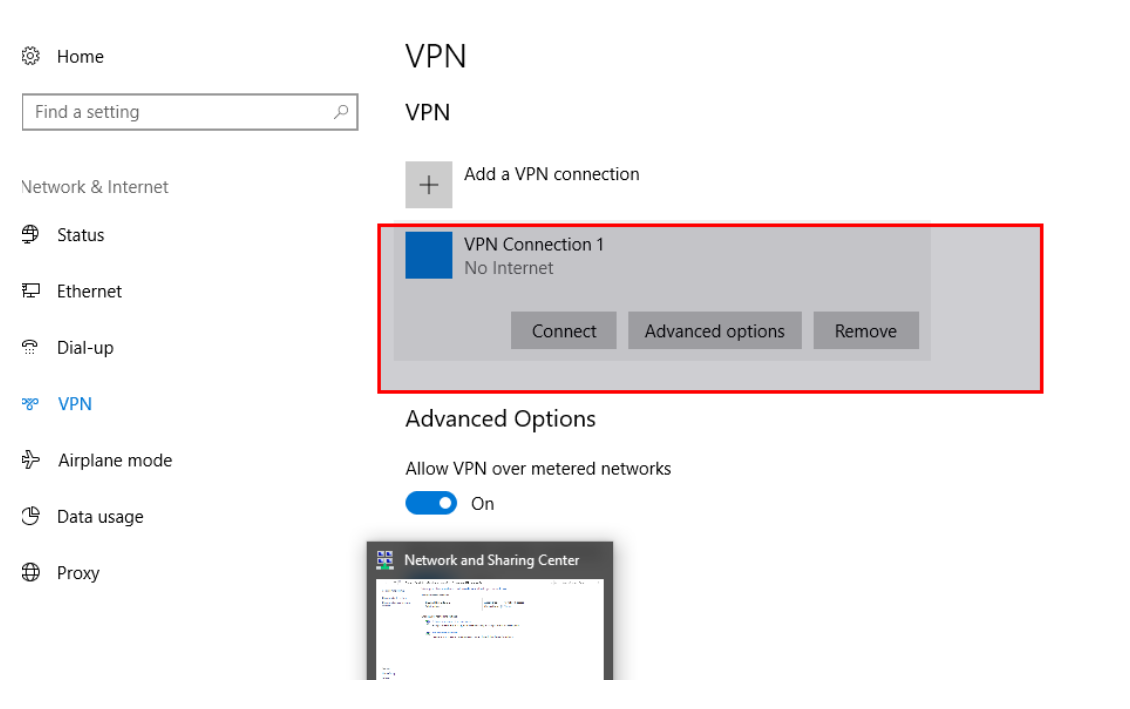 Home
Find a setting
Network & Internet
Status
Ethernet
Dial-up
VPN
Airplane mode
Data usage
Proxy
VPN
VPN
Add a VPN connection
VPN Connection 1
No Internet
Connect
Advanced options
Remove
Advanced Options
Allow VPN over metered networks
On
Network and Sharing Center